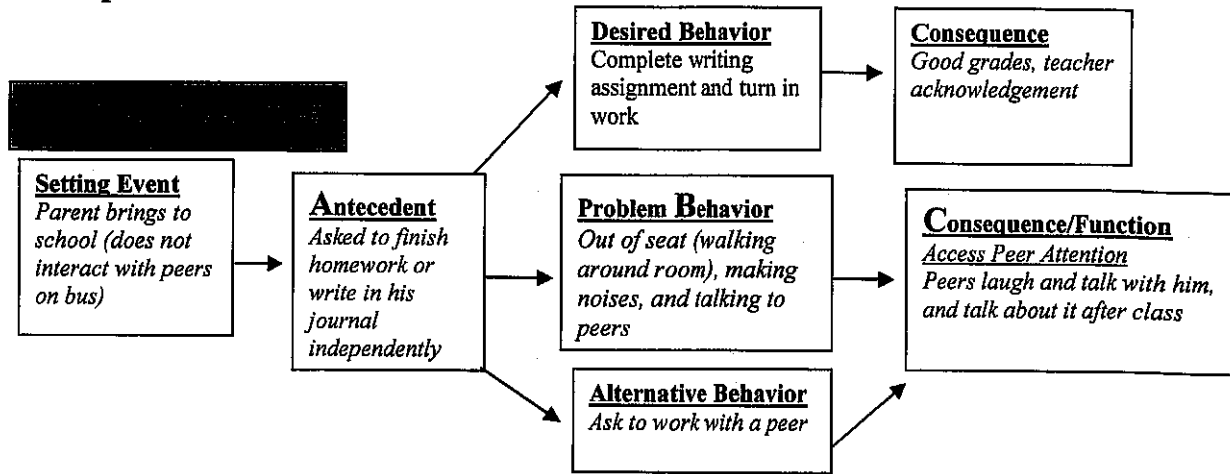 Desired Behavior
Complete writing
assignment and turn in
work
Consequence
Good grades, teacher
acknowledgement
Setting Event
Parent brings to
school (does not
interact with peers
on bus)
Antecedent
Asked to finish
homework or
write in his
journal
independently
Problem Behavior
Out of seat (walking
around room), making
noises, and talking to
peers
Consequence/Function
Access Peer Attention
Peers laugh and talk with him,
and talk about it after class
Alternative Behavior
Ask to work with a peer